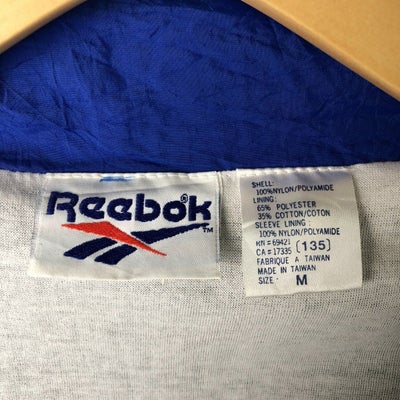 Reebok
TM
SHELL:
100%NYLON/POLYAMIDE
LINING:
65% POLYESTER
35% COTTON/COTON
SLEEVE LINING:
100% NYLON/POLYAMIDE
RN#69421
CA#17335 [135]
FABRIQUE A TAIWAN
MADE IN TAIWAN
SIZE: M